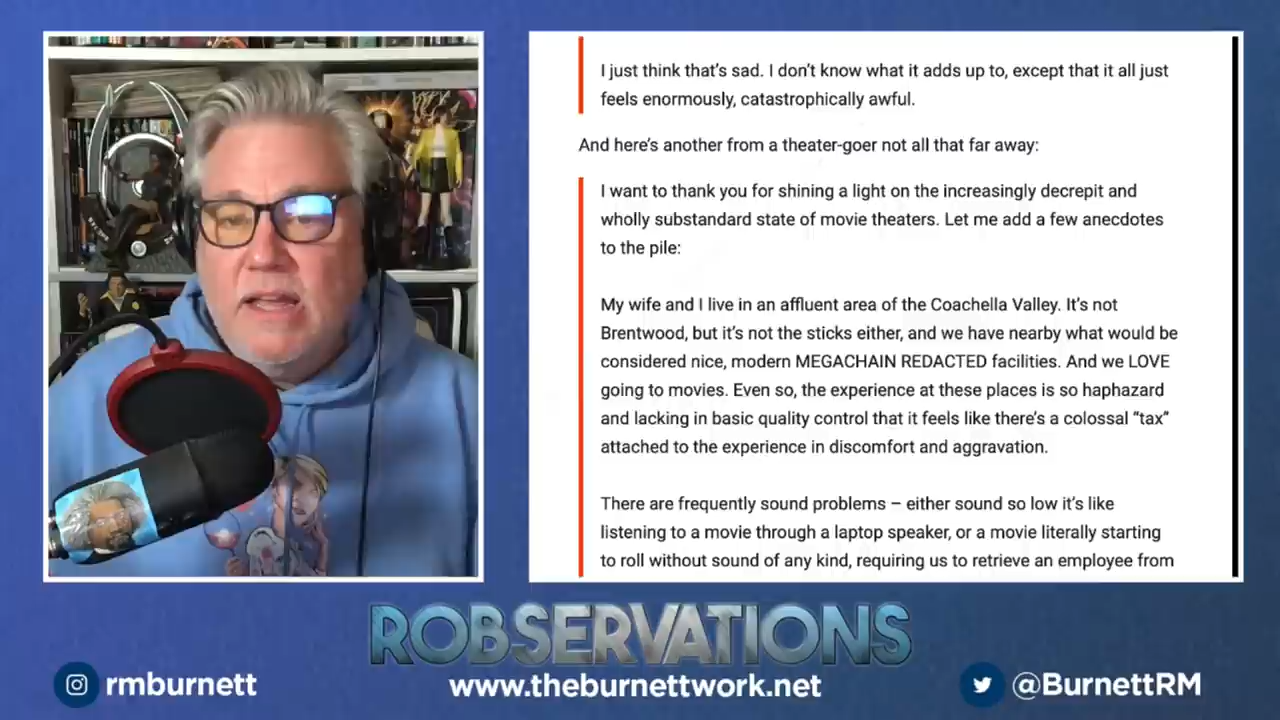 I just think that’s sad. I don’t know what it adds up to, except that it all just
feels enormously, catastrophically awful.
And here’s another from a theater-goer not all that far away:
I want to thank you for shining a light on the increasingly decrepit and
wholly substandard state of movie theaters. Let me add a few anecdotes
to the pile:
My wife and I live in an affluent area of the Coachella Valley. It’s not
Brentwood, but it’s not the sticks either, and we have nearby what would be
considered nice, modern MEGACHAIN REDACTED facilities. And we LOVE
going to movies. Even so, the experience at these places is so haphazard
and lacking in basic quality control that it feels like there’s a colossal “tax”
attached to the experience in discomfort and aggravation.
There are frequently sound problems – either sound so low it’s like
listening to a movie through a laptop speaker, or a movie literally starting
to roll without sound of any kind, requiring us to retrieve an employee from
ROBSERVATIONS
rmburnett
www.theburnettwork.net
@BurnettRM